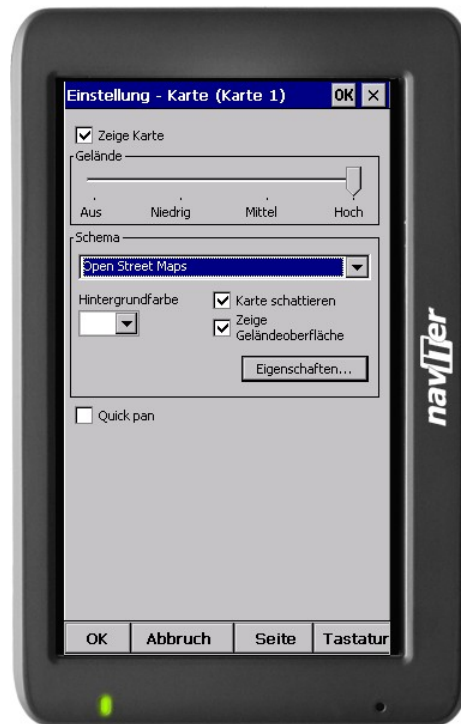 Einstellung - Karte (Karte 1) OK
Zeige Karte
Gelände
Aus Niedrig Mittel Hoch
Schema
Open Street Maps
Hintergrundfarbe
Karte schattieren
Zeige
Geländeoberfläche
Eigenschaften...
Quick pan
OK Abbruch Seite Tastatur
naviter